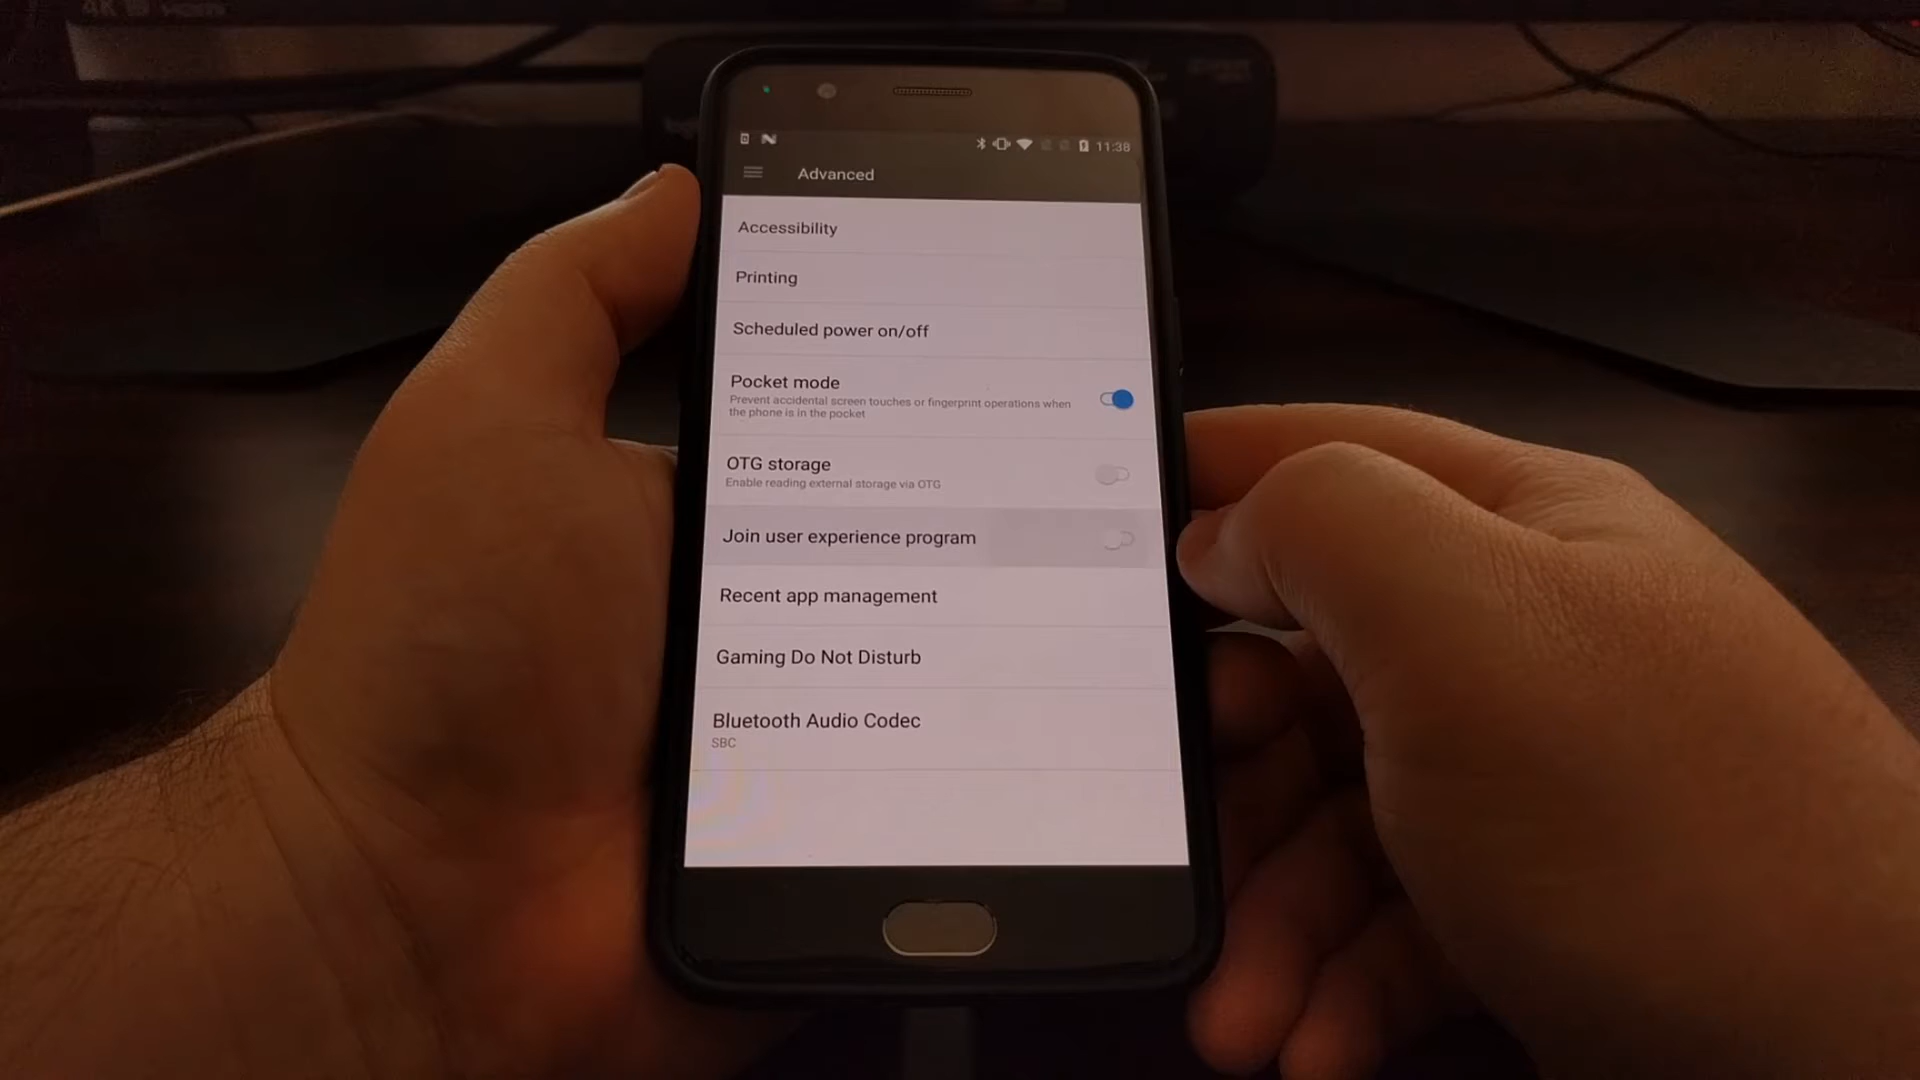 11:38
Advanced
Accessibility
Printing
Scheduled power on/off
Pocket mode
Prevent accidental screen touches or fingerprint operations when
the phone is in the pocket
OTG storage
Enable reading external storage via OTG
Join user experience program
Recent app management
Gaming Do Not Disturb
Bluetooth Audio Codec
SBC